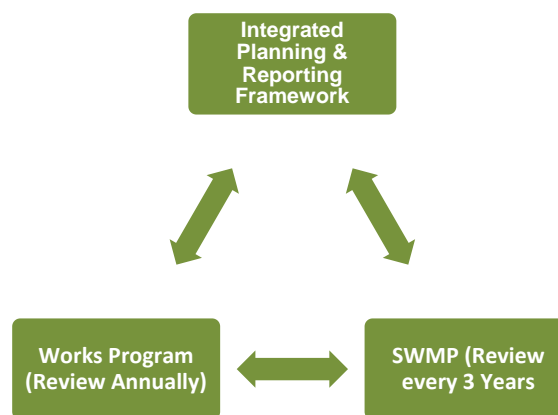 Integrated
Planning &
Reporting
Framework
Works Program
(Review Annually)
SWMP (Review
every 3 Years